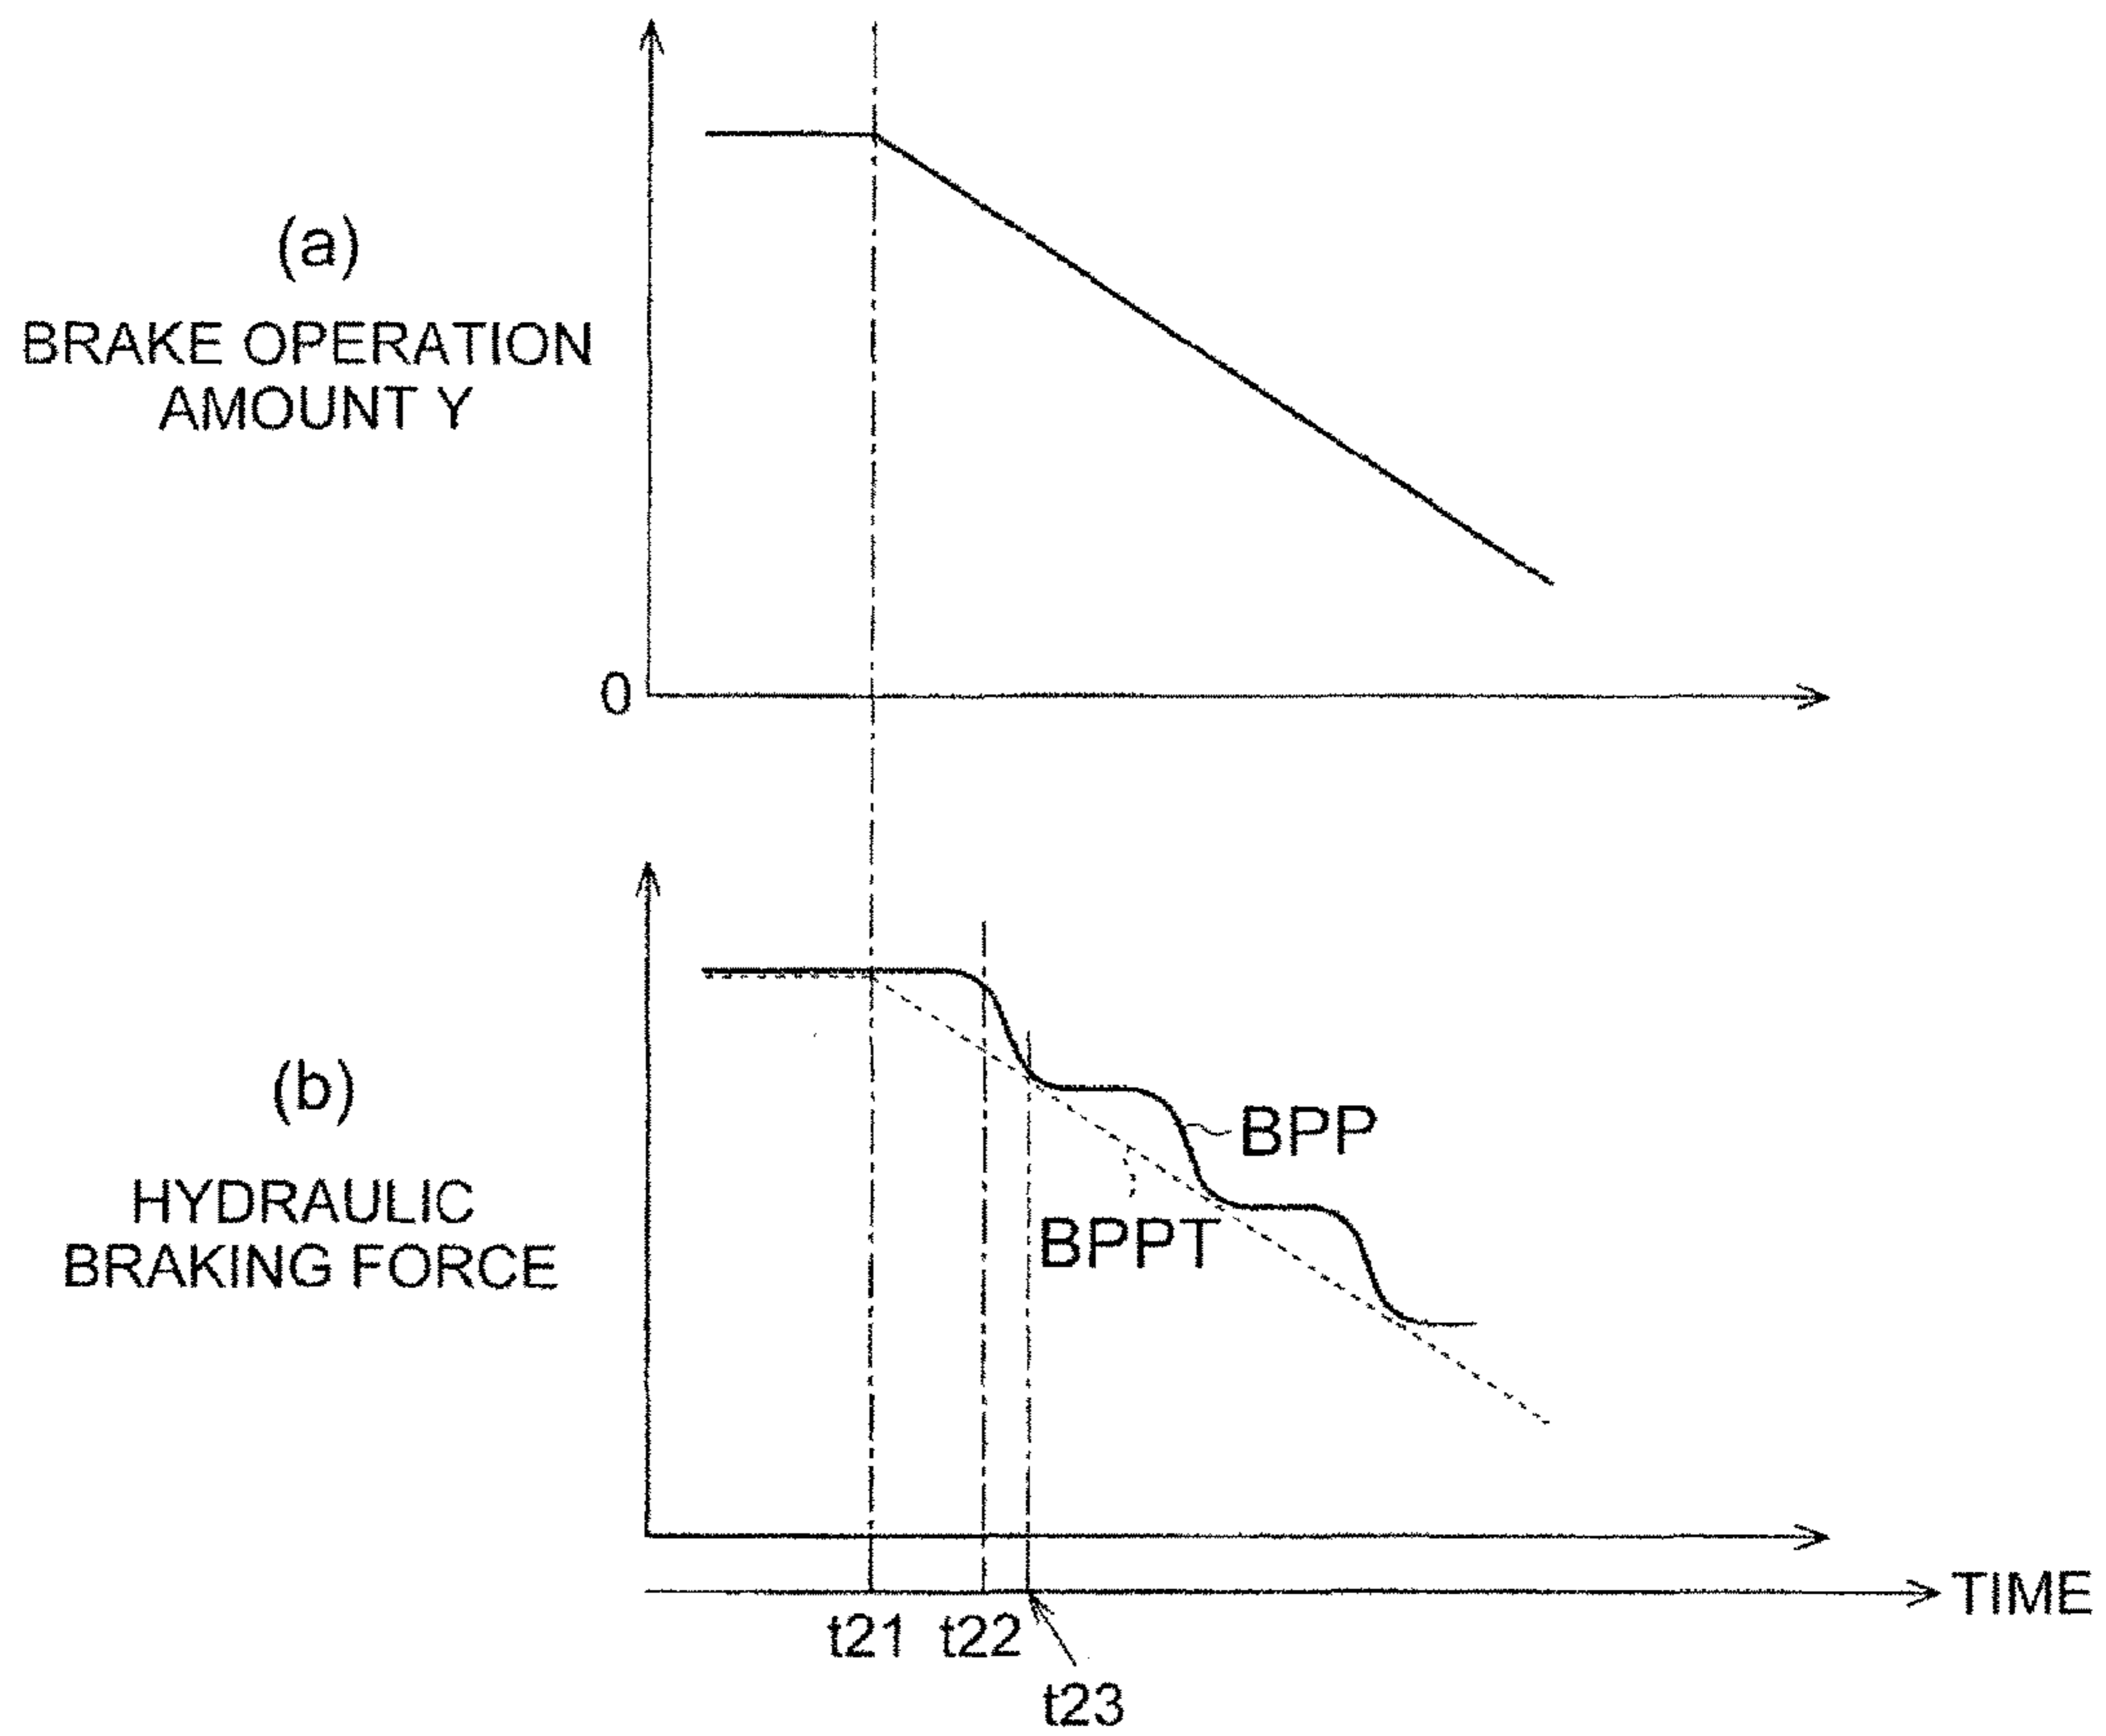 (a)
BRAKE OPERATION
AMOUNT Y
0
(b)
HYDRAULIC
BRAKING FORCE
BPP
BPPT
TIME
t21 t22
t23